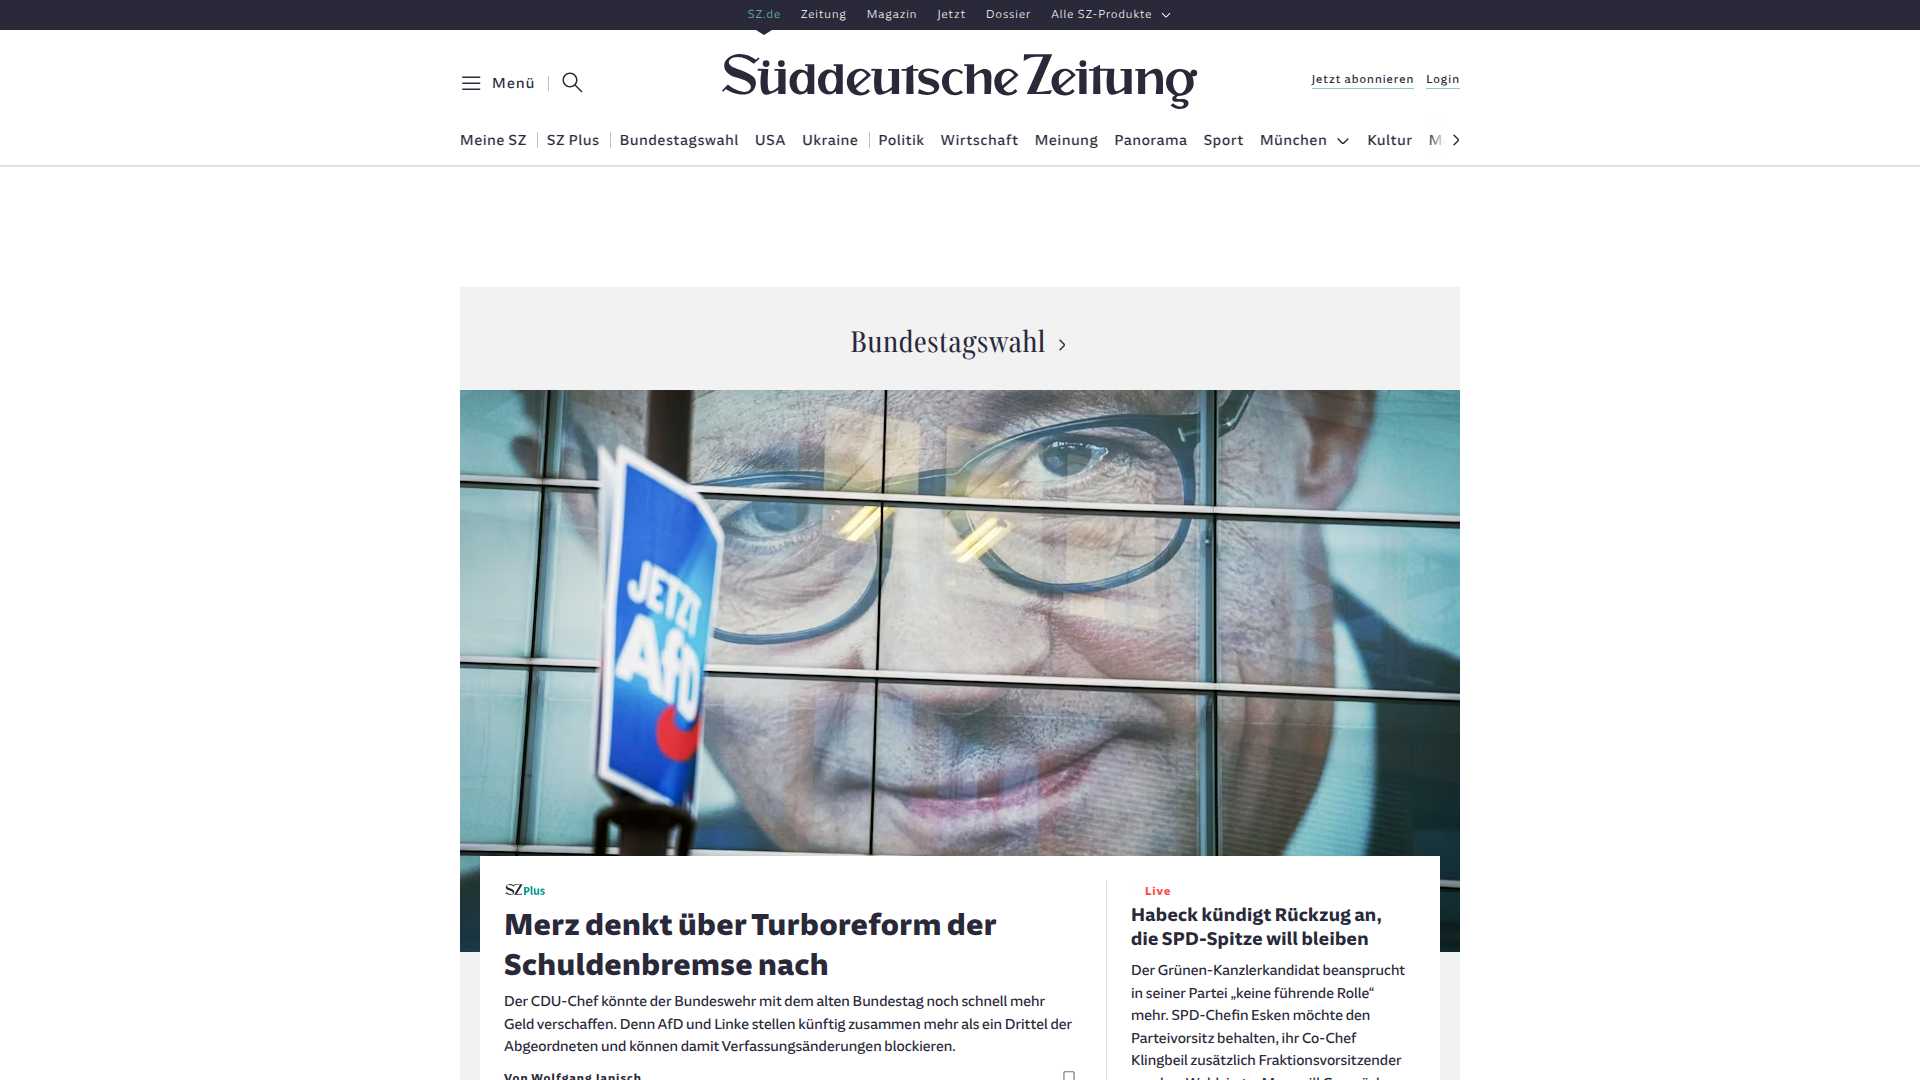 SZ.de Zeitung Magazin Jetzt Dossier Alle SZ-Produkte
Menü
Süddeutsche Zeitung
Jetzt abonnieren Login
Meine SZ SZ Plus Bundestagswahl USA Ukraine Politik Wirtschaft Meinung Panorama Sport München Kultur M
Bundestagswahl
JETZT
AfD
SZ Plus
Merz denkt über Turboreform der
Schuldenbremse nach
Der CDU-Chef könnte der Bundeswehr mit dem alten Bundestag noch schnell mehr
Geld verschaffen. Denn AfD und Linke stellen künftig zusammen mehr als ein Drittel der
Abgeordneten und können damit Verfassungsänderungen blockieren.
Von Wolfgang Janisch
Live
Habeck kündigt Rückzug an,
die SPD-Spitze will bleiben
Der Grünen-Kanzlerkandidat beansprucht
in seiner Partei „keine führende Rolle“
mehr. SPD-Chefin Esken möchte den
Parteivorsitz behalten, ihr Co-Chef
Klingbeil zusätzlich Fraktionsvorsitzender